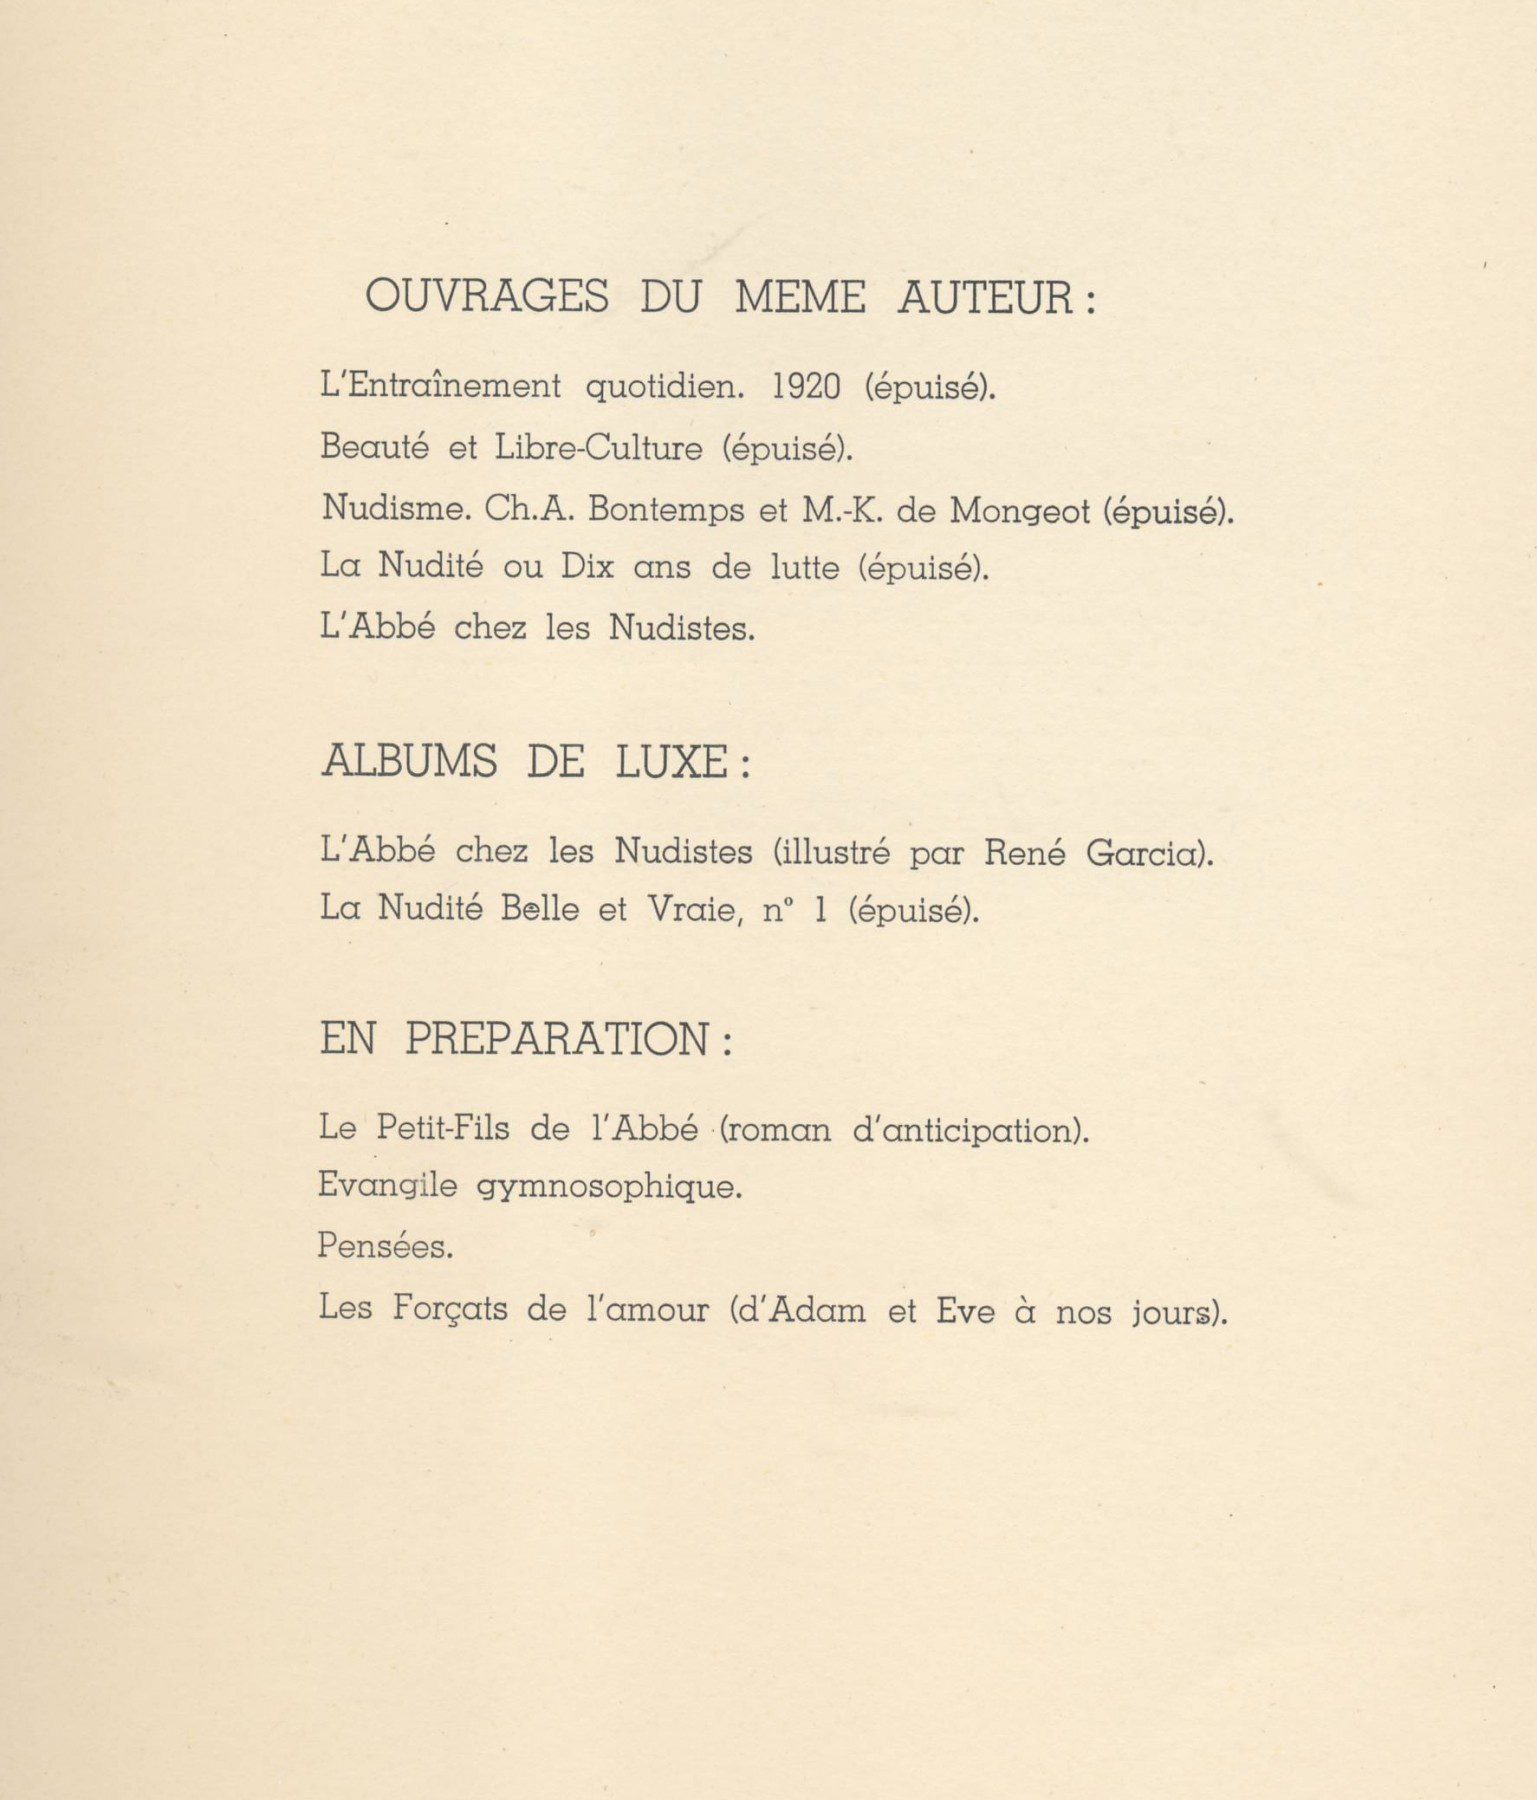 OUVRAGES DU MEME AUTEUR :
L'Entraînement quotidien. 1920 (épuisé).
Beauté et Libre-Culture (épuisé).
Nudisme. Ch.A. Bontemps et M.-K. de Mongeot (épuisé).
La Nudité ou Dix ans de lutte (épuisé).
L'Abbé chez les Nudistes.
ALBUMS DE LUXE :
L'Abbé chez les Nudistes (illustré par René Garcia).
La Nudité Belle et Vraie, n° 1 (épuisé).
EN PREPARATION :
Le Petit-Fils de l'Abbé (roman d'anticipation).
Evangile gymnosophique.
Pensées.
Les Forçats de l'amour (d'Adam et Eve à nos jours).